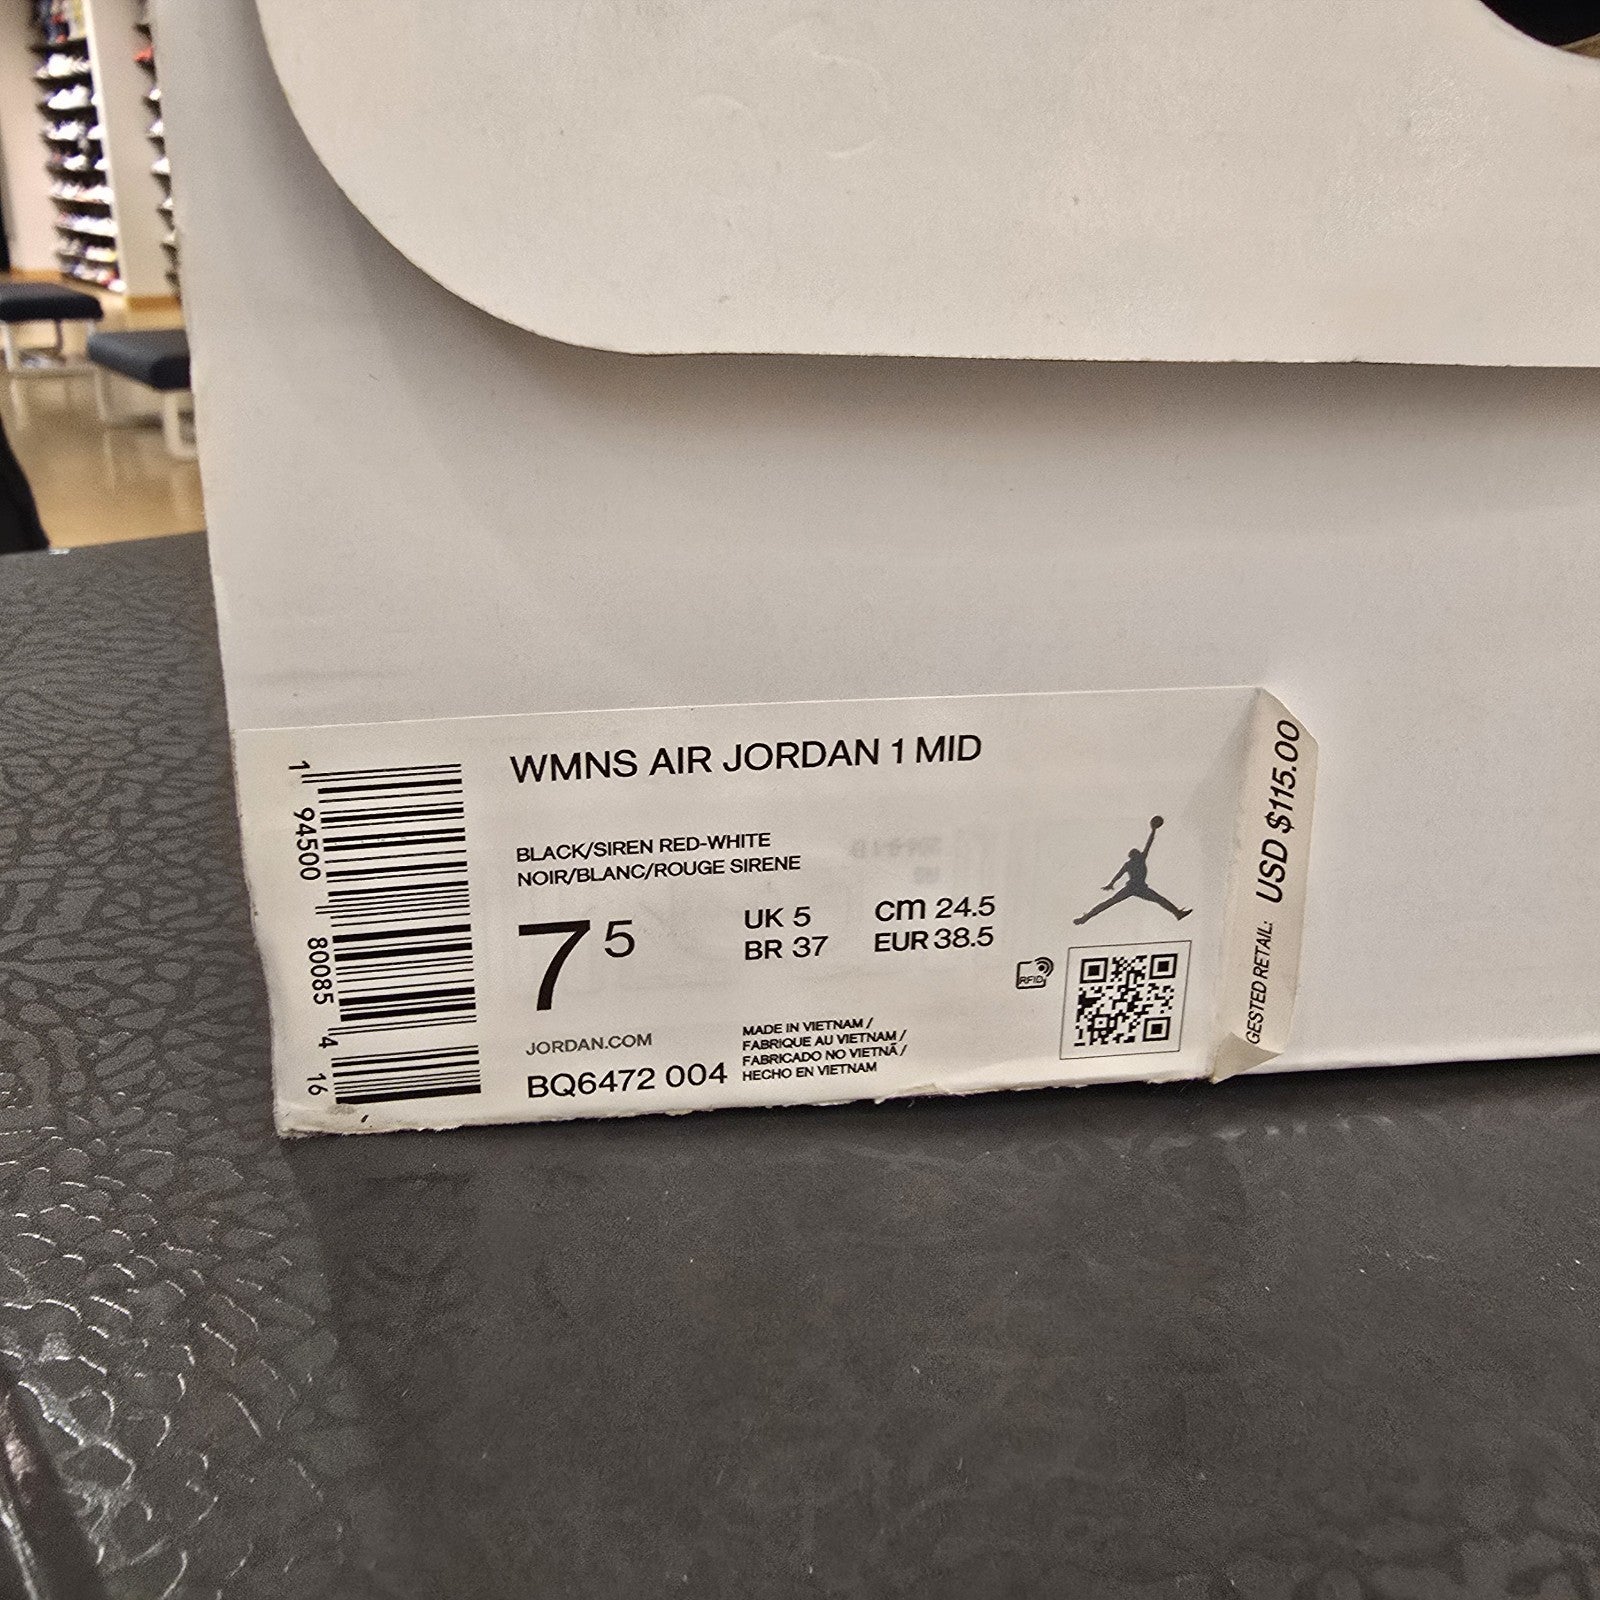 WMNS AIR JORDAN 1 MID
BLACK/SIREN RED-WHITE
NOIR/BLANC/ROUGE SIRENE
7 5
UK 5
BR 37
cm 24.5
EUR 38.5
RFID
JORDAN.COM
BQ6472 004
MADE IN VIETNAM /
FABRIQUE AU VIETNAM /
FABRICADO NO VIETNÃ /
HECHO EN VIETNAM
1 94500 80085 4 16
GESTED RETAIL: USD $115.00